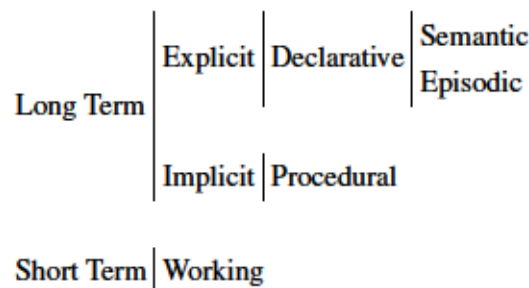 Semantic
Explicit Declarative
Episodic
Long Term
Implicit Procedural
Short Term Working